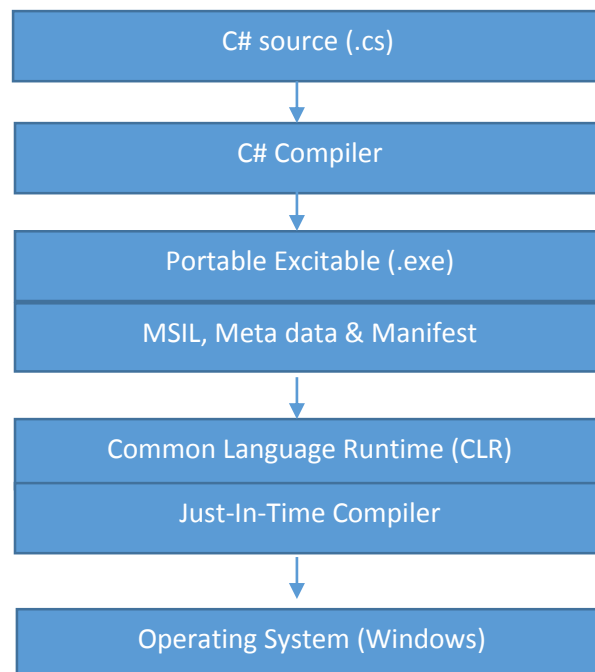 C# source (.cs)
C# Compiler
Portable Excitable (.exe)
MSIL, Meta data & Manifest
Common Language Runtime (CLR)
Just-In-Time Compiler
Operating System (Windows)